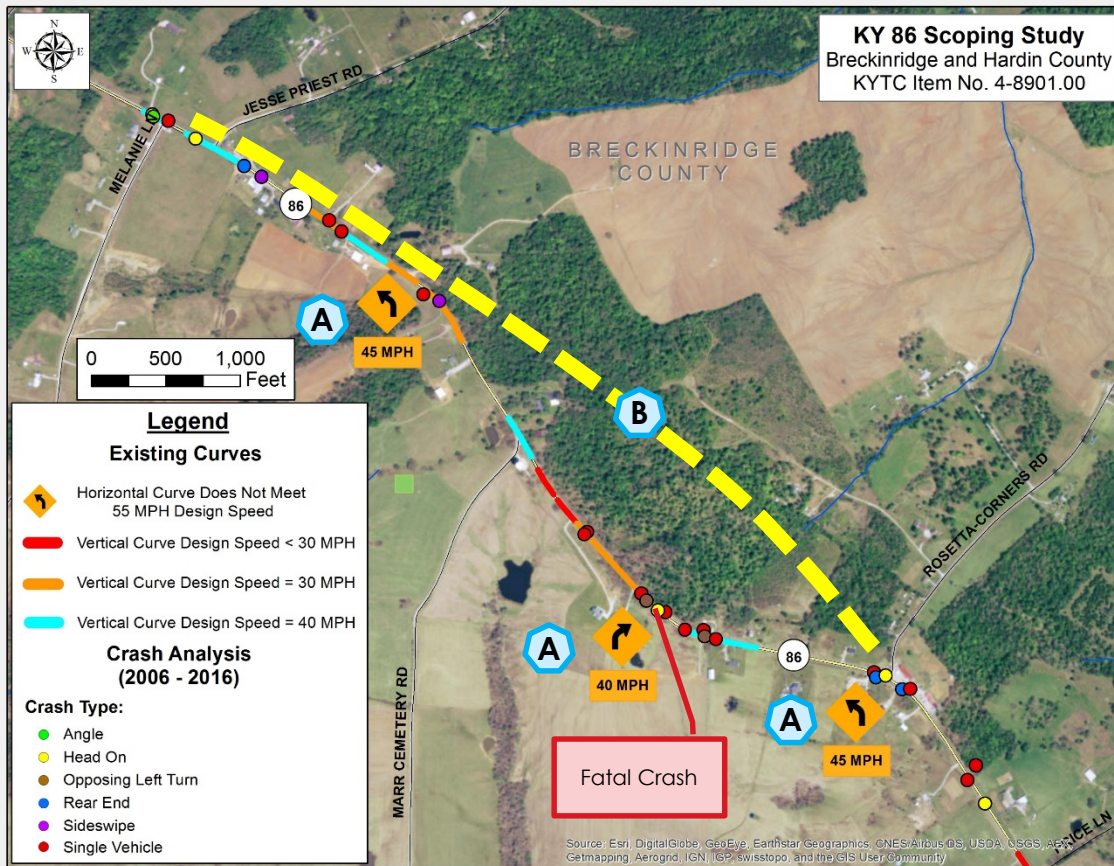 N
W
E
S
KY 86 Scoping Study
Breckinridge and Hardin County
KYTC Item No. 4-8901.00
JESSE PRIEST RD
MELANIE LN
BRECKINRIDGE
COUNTY
86
A
45 MPH
0 500 1,000
Feet
B
ROSETTA-CORNERS RD
Legend
Existing Curves
Horizontal Curve Does Not Meet
55 MPH Design Speed
Vertical Curve Design Speed < 30 MPH
Vertical Curve Design Speed = 30 MPH
Vertical Curve Design Speed = 40 MPH
Crash Analysis
(2006 - 2016)
Crash Type:
Angle
Head On
Opposing Left Turn
Rear End
Sideswipe
Single Vehicle
MARR CEMETERY RD
A
40 MPH
86
A
45 MPH
Fatal Crash
LN
Source: Esri, DigitalGlobe, GeoEye, Earthstar Geographics, CNES/Airbus DS, USDA, USGS,
Getmapping, Aerogrid, IGN, IGP, swisstopo, and the GIS User Community